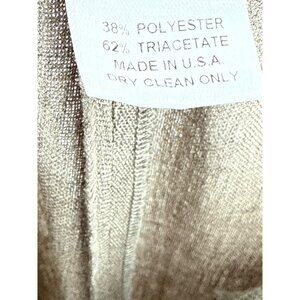 38% POLYESTER
62% TRIACETATE
MADE IN U.S.A.
DRY CLEAN ONLY